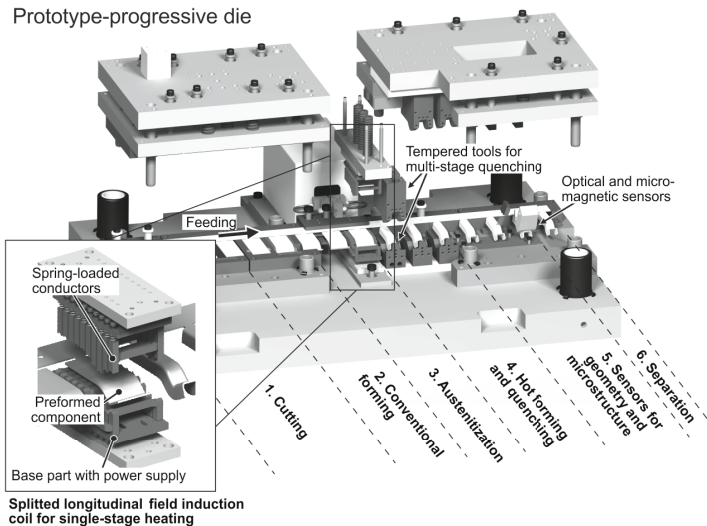 Prototype-progressive die
Tempered tools for
multi-stage quenching
Optical and micro-
magnetic sensors
Feeding
Spring-loaded
conductors
Preformed
component
Base part with power supply
1. Cutting
2. Conventional
forming
3. Austenitization
4. Hot forming
and quenching
5. Sensors for
geometry and
microstructure
6. Separation
Splitted longitudinal field induction
coil for single-stage heating